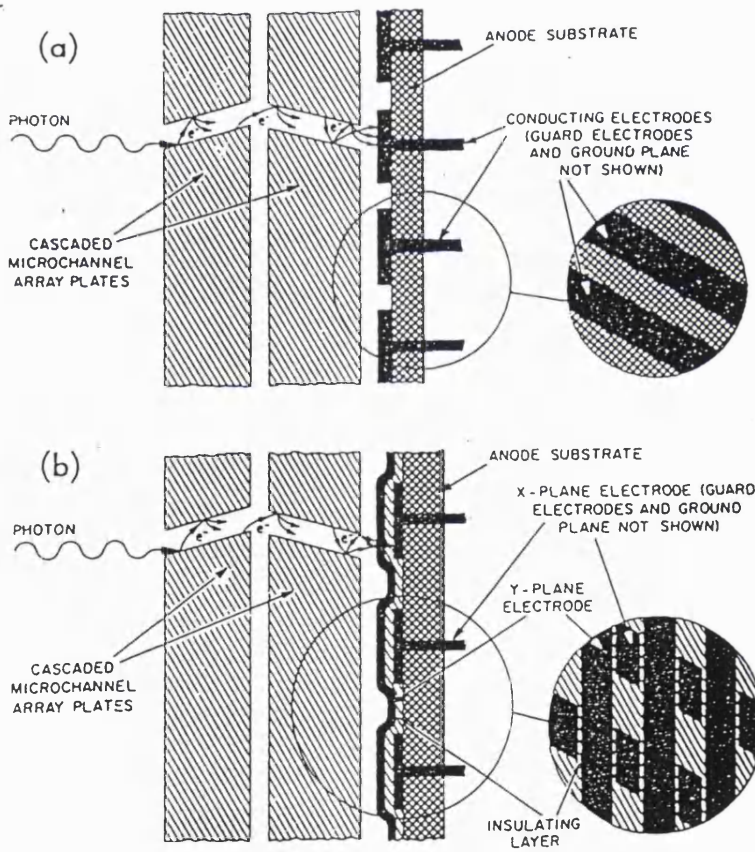 (a)
ANODE SUBSTRATE
PHOTON
e-
e-
e-
CONDUCTING ELECTRODES
(GUARD ELECTRODES
AND GROUND PLANE
NOT SHOWN)
CASCADED
MICROCHANNEL
ARRAY PLATES
(b)
ANODE SUBSTRATE
X-PLANE ELECTRODE (GUARD
ELECTRODES AND GROUND
PLANE NOT SHOWN)
PHOTON
e-
e-
e-
Y-PLANE
ELECTRODE
CASCADED
MICROCHANNEL
ARRAY PLATES
INSULATING
LAYER